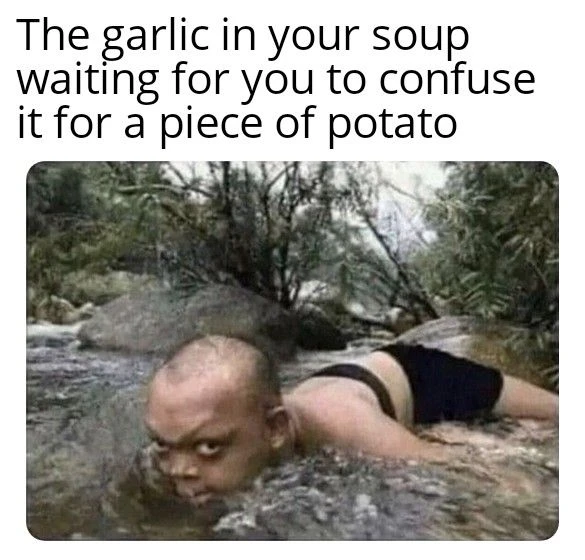 The garlic in your soup
waiting for you to confuse
it for a piece of potato